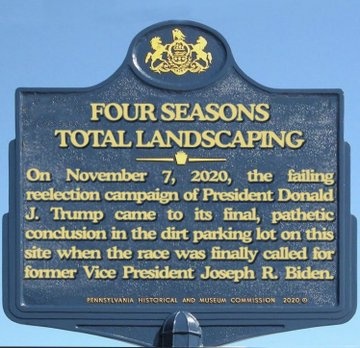 FOUR SEASONS
TOTAL LANDSCAPING
On November 7, 2020, the failing
reelection campaign of President Donald
J. Trump came to its final, pathetic
conclusion in the dirt parking lot on this
site when the race was finally called for
former Vice President Joseph R. Biden.
PENNSYLVANIA HISTORICAL AND MUSEUM COMMISSION 2020 ©